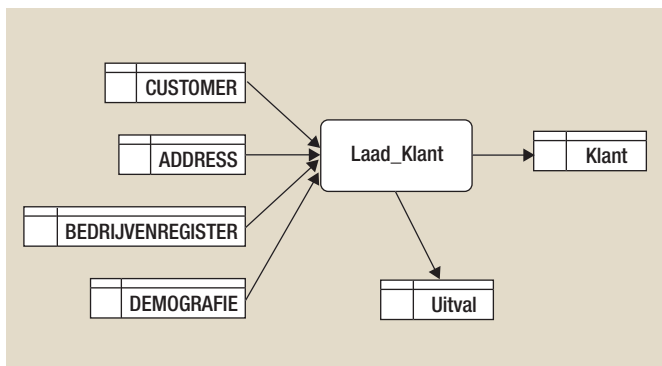 CUSTOMER
ADDRESS
BEDRIJVENREGISTER
DEMOGRAFIE
Laad_Klant
Klant
Uitval